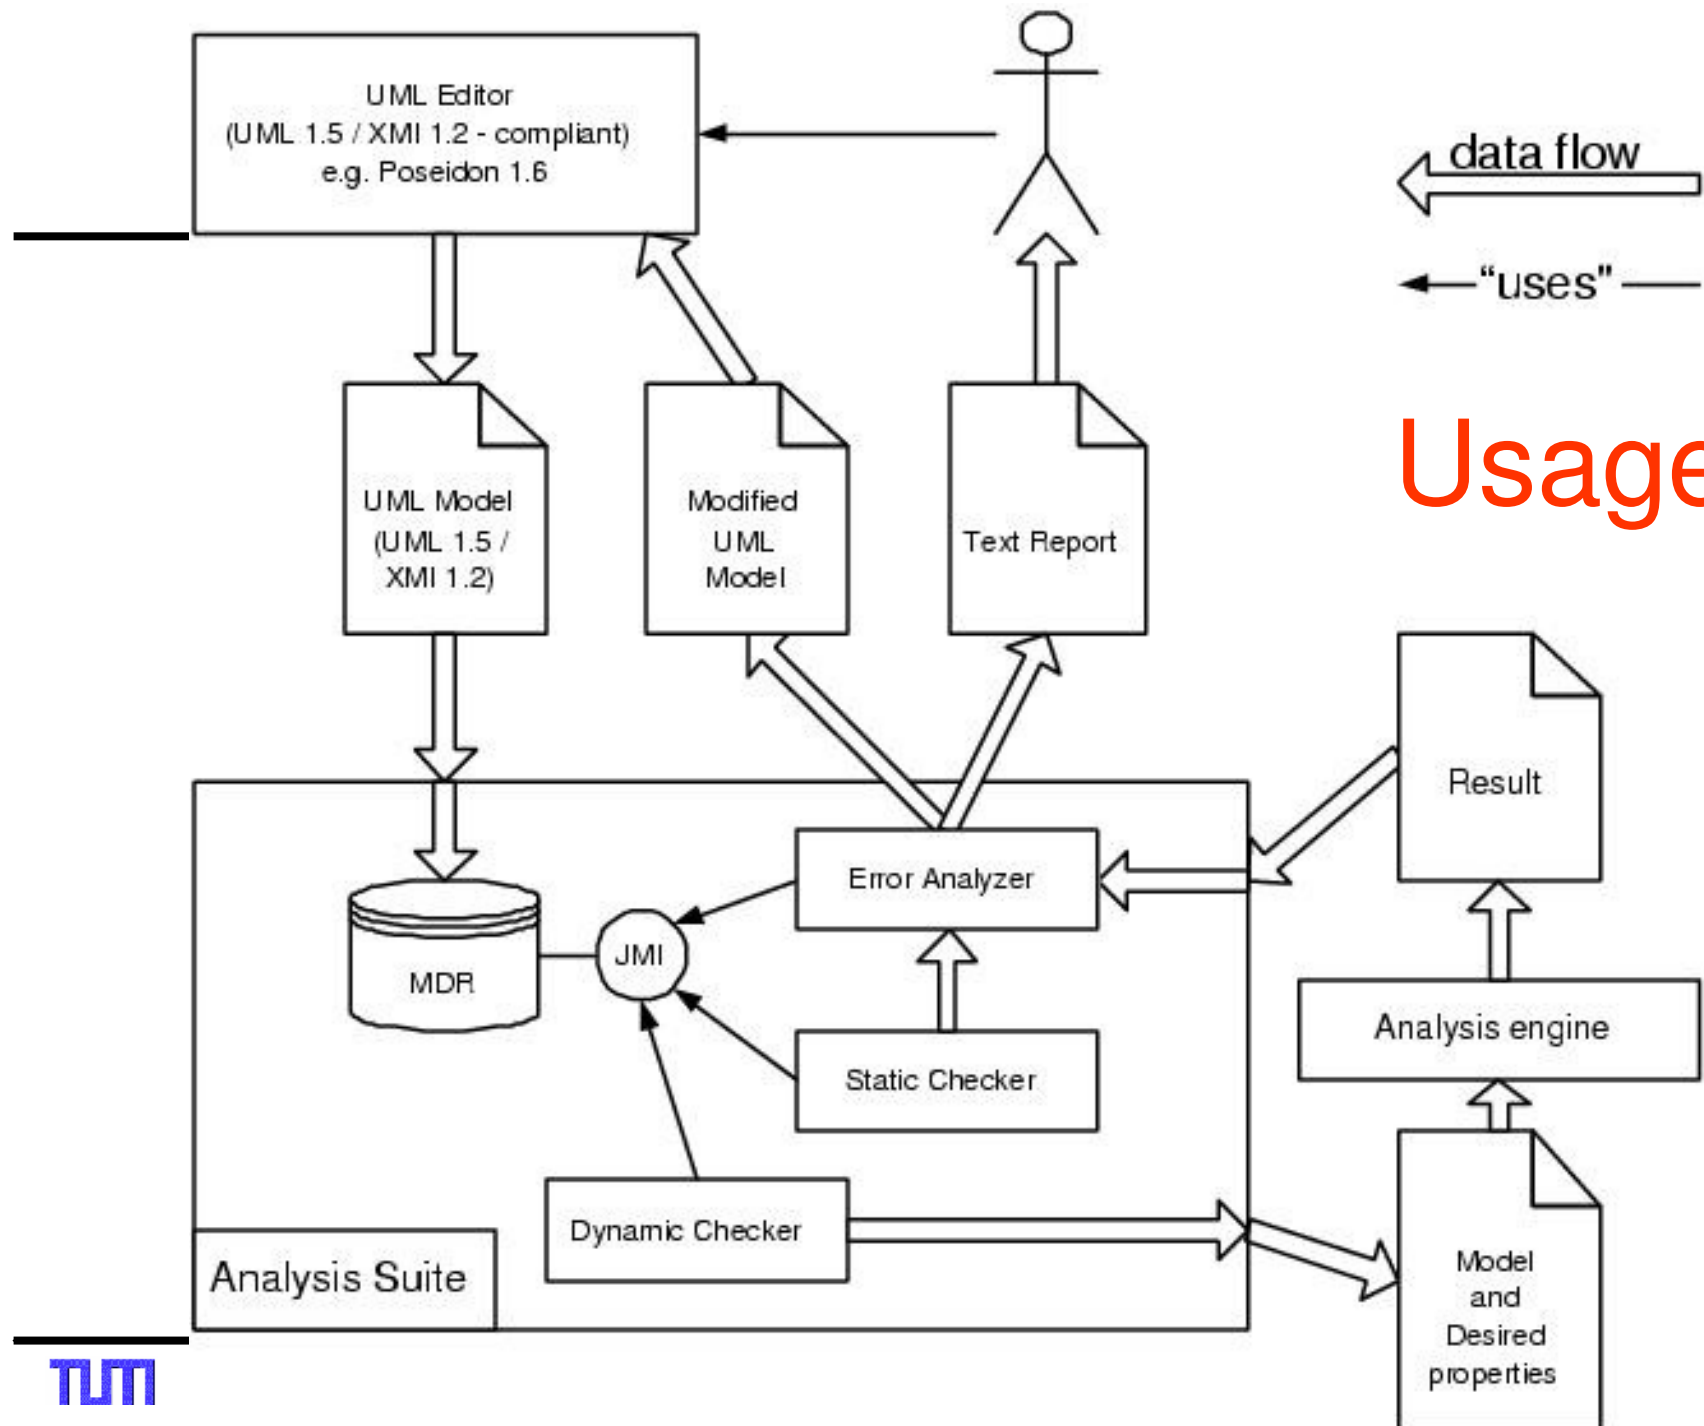 UML Editor
(UML 1.5 / XMI 1.2 - compliant)
e.g. Poseidon 1.6
data flow
“uses"
UML Model
(UML 1.5 /
XMI 1.2)
Modified
UML
Model
Text Report
Usage
Result
Error Analyzer
JMI
MDR
Analysis engine
Static Checker
Dynamic Checker
Analysis Suite
Model
and
Desired
properties
TUM